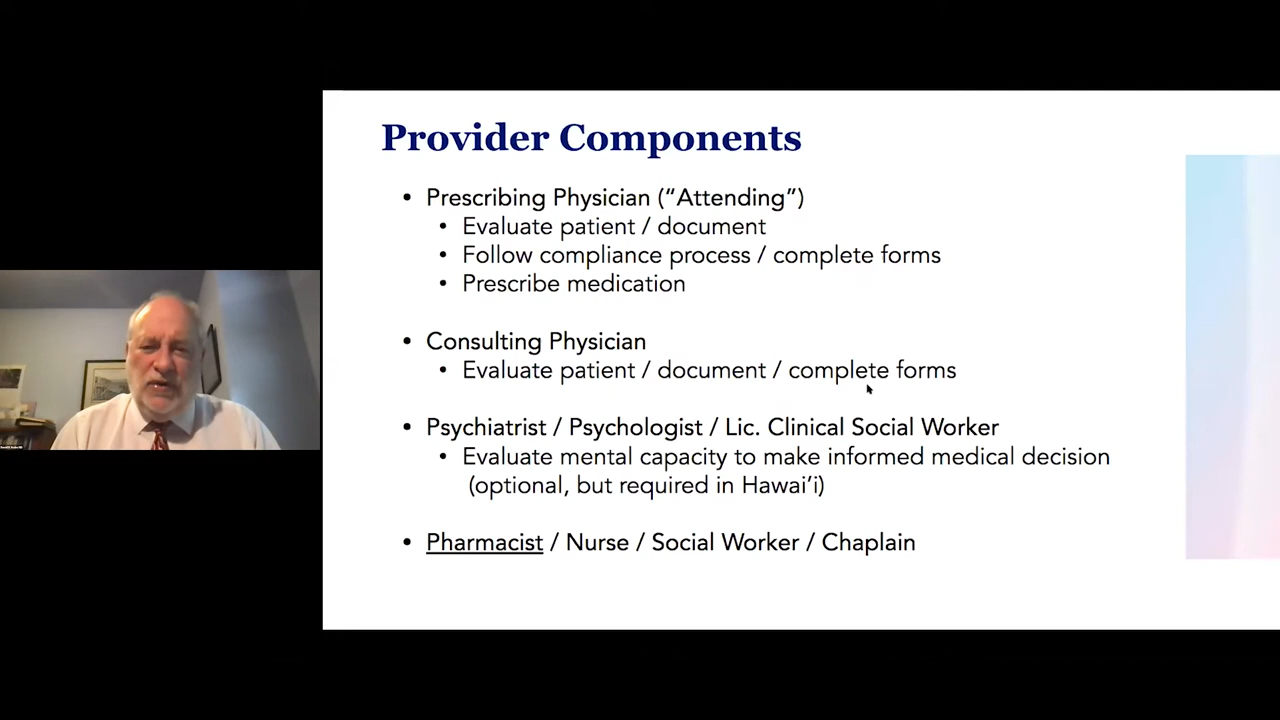 Provider Components
• Prescribing Physician (“Attending”)
• Evaluate patient / document
• Follow compliance process / complete forms
• Prescribe medication
• Consulting Physician
• Evaluate patient / document / complete forms
• Psychiatrist / Psychologist / Lic. Clinical Social Worker
• Evaluate mental capacity to make informed medical decision
(optional, but required in Hawai’i)
• Pharmacist / Nurse / Social Worker / Chaplain